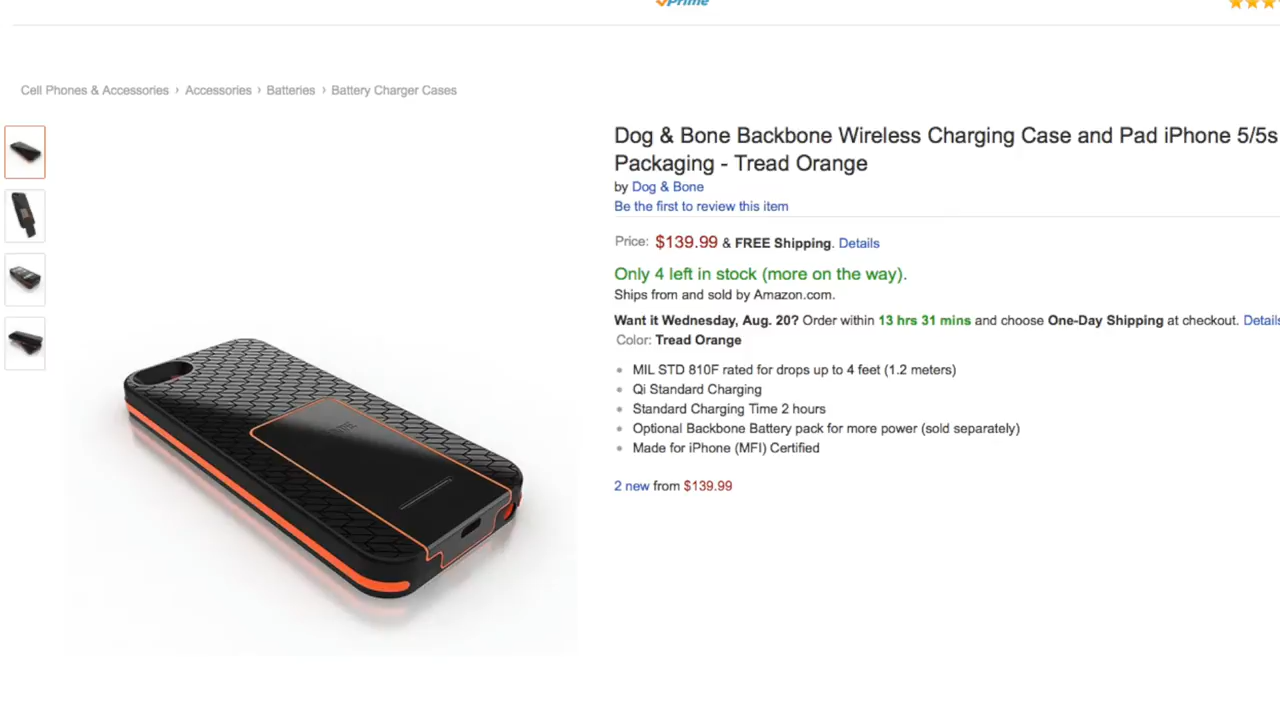 Prime
Cell Phones & Accessories › Accessories › Batteries › Battery Charger Cases
Dog & Bone Backbone Wireless Charging Case and Pad iPhone 5/5s
Packaging - Tread Orange
by Dog & Bone
Be the first to review this item
Price: $139.99 & FREE Shipping. Details
Only 4 left in stock (more on the way).
Ships from and sold by Amazon.com.
Want it Wednesday, Aug. 20? Order within 13 hrs 31 mins and choose One-Day Shipping at checkout. Details
Color: Tread Orange
MIL STD 810F rated for drops up to 4 feet (1.2 meters)
Qi Standard Charging
Standard Charging Time 2 hours
Optional Backbone Battery pack for more power (sold separately)
Made for iPhone (MFI) Certified
2 new from $139.99